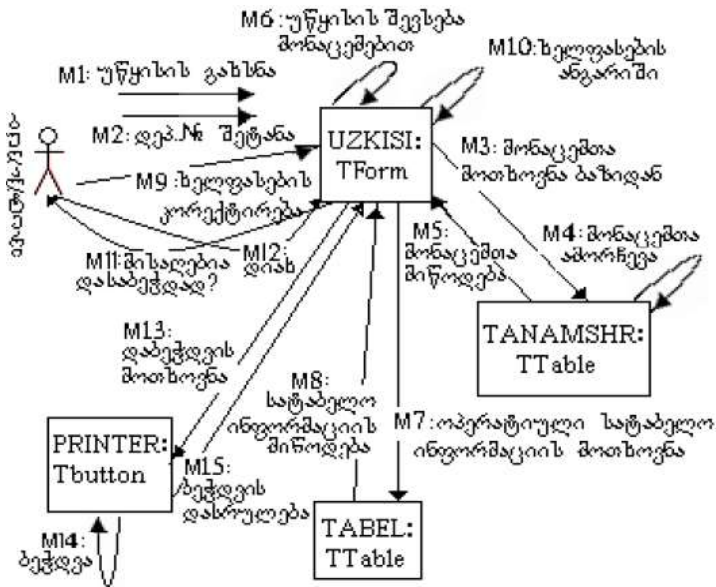 M6:უწყისის შევსება
მონაცემებით
M10:ხელფასების
ანგარიში
M1: უწყისის გახსნა
M2: დეპ.№ შეტანა
UZKISI:
TForm
M3: მონაცემთა
მოთხოვნა ბაზიდან
M9:ხელფასების
კორექტირება
M5:
მონაცემთა
მიწოდება
M4:მონაცემთა
ამორჩევა
M11:მისაღებია
დასაბეჭდად?
M12:
დიახ
TANAMSHR:
TTable
M13:
დაბეჭდვის
მოთხოვნა
M8:
სატაბელო
ინფორმაციის
მიწოდება
M7:ოპერატიული სატაბელო
ინფორმაციის მოთხოვნა
PRINTER:
Tbutton
M15:
ბეჭდვის
დასრულება
TABEL:
TTable
M14:
ბეჭდვა